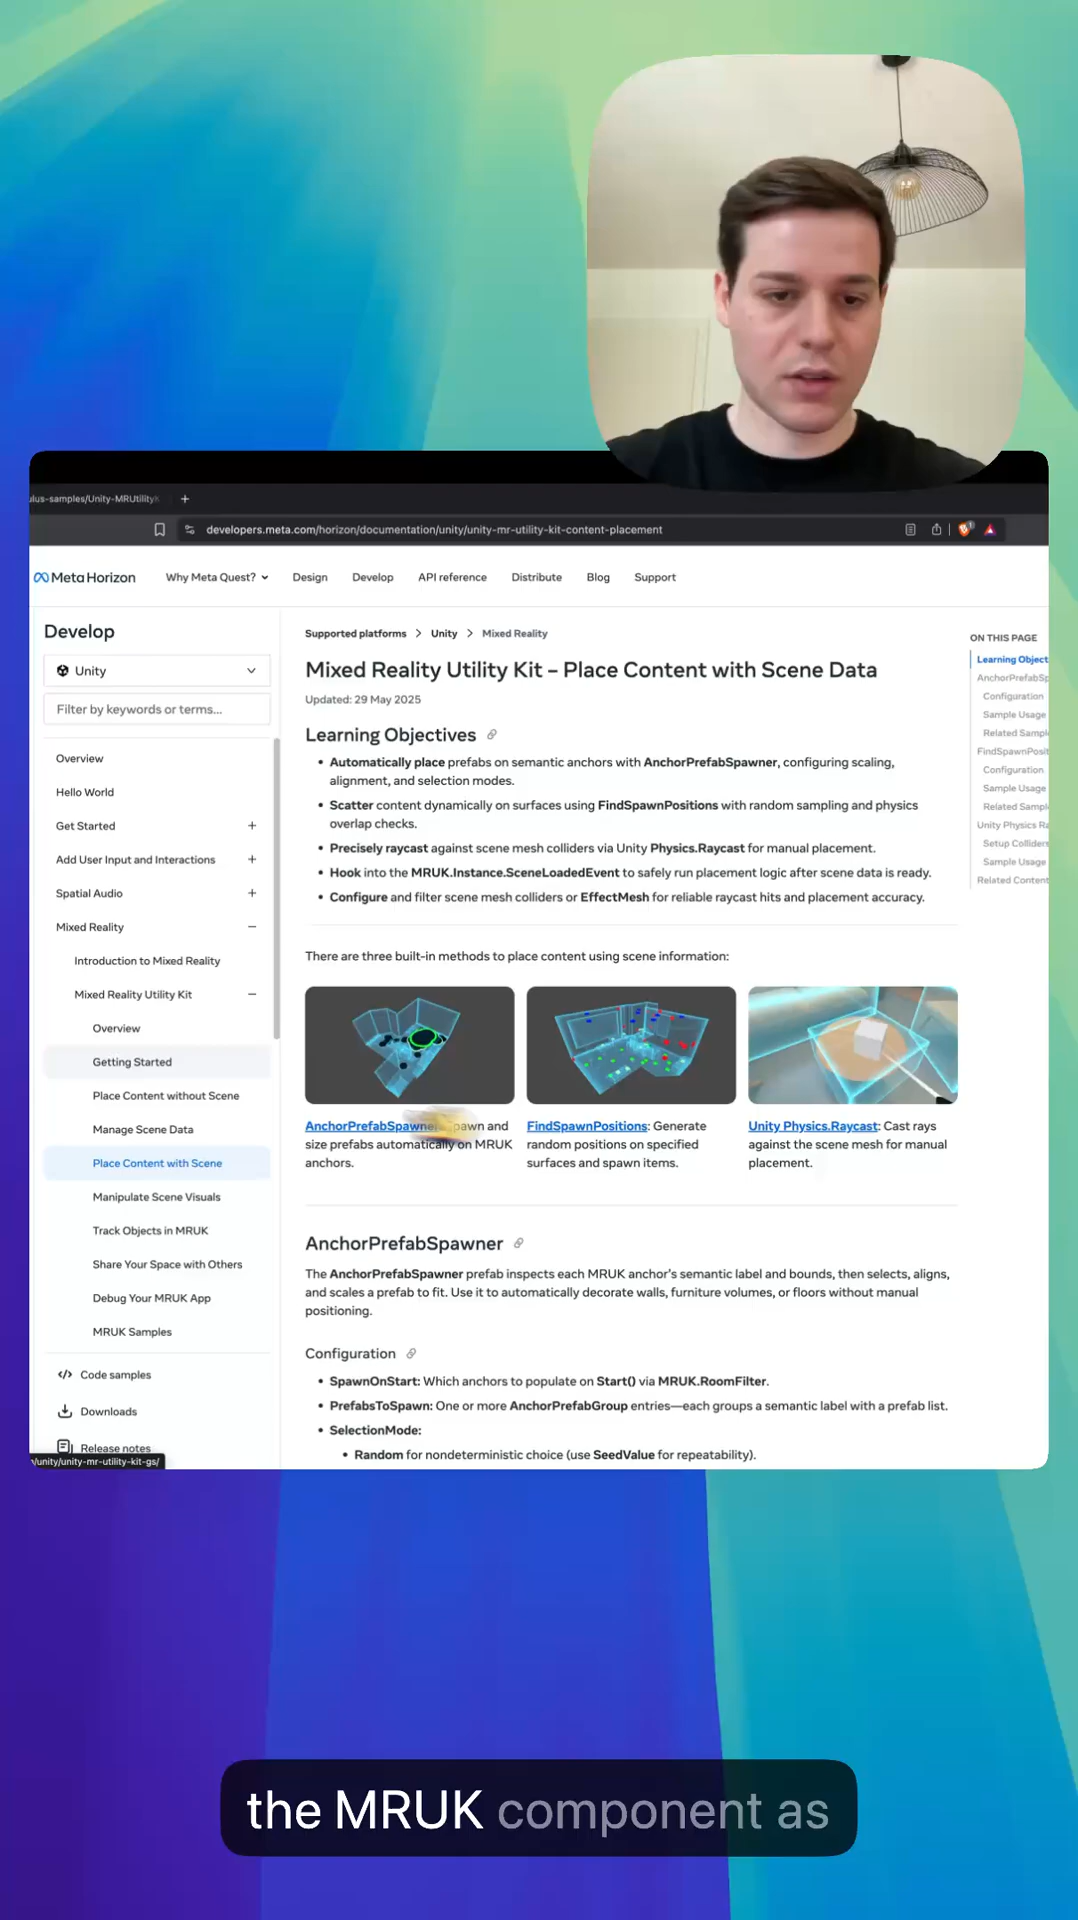 ulus-samples/Unity-MRUtilityK
developers.meta.com/horizon/documentation/unity/unity-mr-utility-kit-content-placement
Meta Horizon
Why Meta Quest?
Design
Develop
API reference
Distribute
Blog
Support
Develop
Unity
Filter by keywords or terms...
Overview
Hello World
Get Started
Add User Input and Interactions
Spatial Audio
Mixed Reality
Introduction to Mixed Reality
Mixed Reality Utility Kit
Overview
Getting Started
Place Content without Scene
Manage Scene Data
Place Content with Scene
Manipulate Scene Visuals
Track Objects in MRUK
Share Your Space with Others
Debug Your MRUK App
MRUK Samples
Code samples
Downloads
Release notes
/unity/unity-mr-utility-kit-gs/
Supported platforms > Unity > Mixed Reality
Mixed Reality Utility Kit – Place Content with Scene Data
Updated: 29 May 2025
Learning Objectives
• Automatically place prefabs on semantic anchors with AnchorPrefabSpawner, configuring scaling,
alignment, and selection modes.
• Scatter content dynamically on surfaces using FindSpawnPositions with random sampling and physics
overlap checks.
• Precisely raycast against scene mesh colliders via Unity Physics.Raycast for manual placement.
• Hook into the MRUK.Instance.SceneLoadedEvent to safely run placement logic after scene data is ready.
• Configure and filter scene mesh colliders or EffectMesh for reliable raycast hits and placement accuracy.
There are three built-in methods to place content using scene information:
AnchorPrefabSpawner: Spawn and
size prefabs automatically on MRUK
anchors.
FindSpawnPositions: Generate
random positions on specified
surfaces and spawn items.
Unity Physics.Raycast: Cast rays
against the scene mesh for manual
placement.
AnchorPrefabSpawner
The AnchorPrefabSpawner prefab inspects each MRUK anchor's semantic label and bounds, then selects, aligns,
and scales a prefab to fit. Use it to automatically decorate walls, furniture volumes, or floors without manual
positioning.
Configuration
• SpawnOnStart: Which anchors to populate on Start() via MRUK.RoomFilter.
• PrefabsToSpawn: One or more AnchorPrefabGroup entries—each groups a semantic label with a prefab list.
• SelectionMode:
• Random for nondeterministic choice (use SeedValue for repeatability).
ON THIS PAGE
Learning Object
AnchorPrefabSp
Configuration
Sample Usage
Related Sampl
FindSpawnPosit
Configuration
Sample Usage
Related Sampl
Unity Physics Ra
Setup Colliders
Sample Usage
Related Content
the MRUK component as